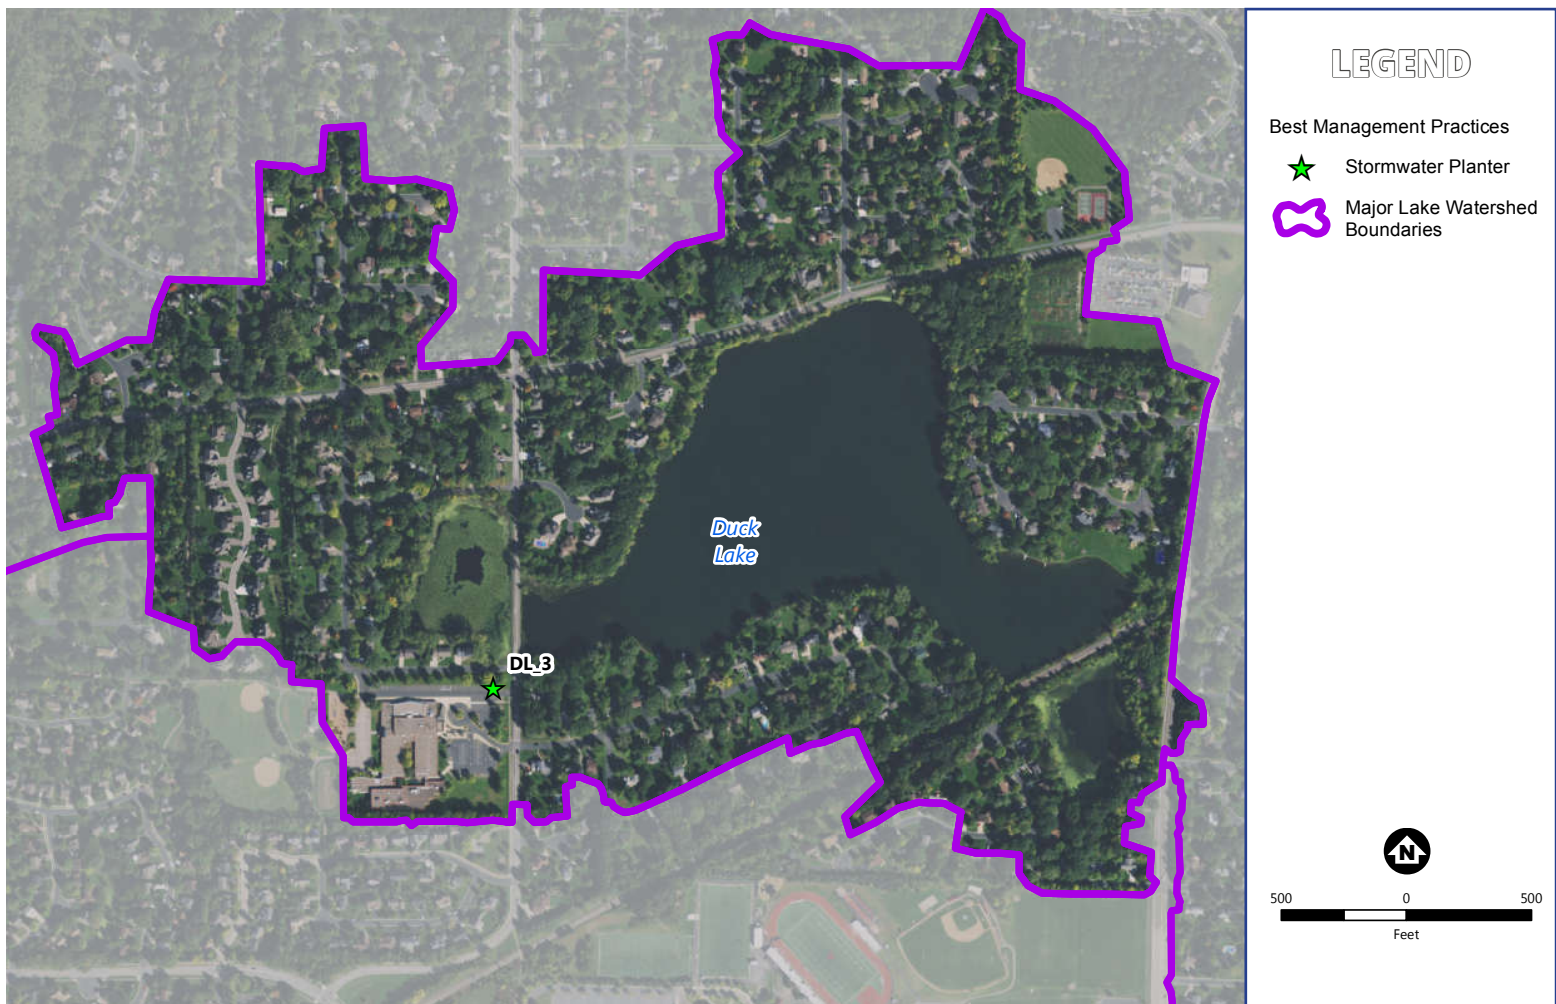 Duck
Lake
DL_3
LEGEND
Best Management Practices
Stormwater Planter
Major Lake Watershed
Boundaries
N
500 0 500
Feet